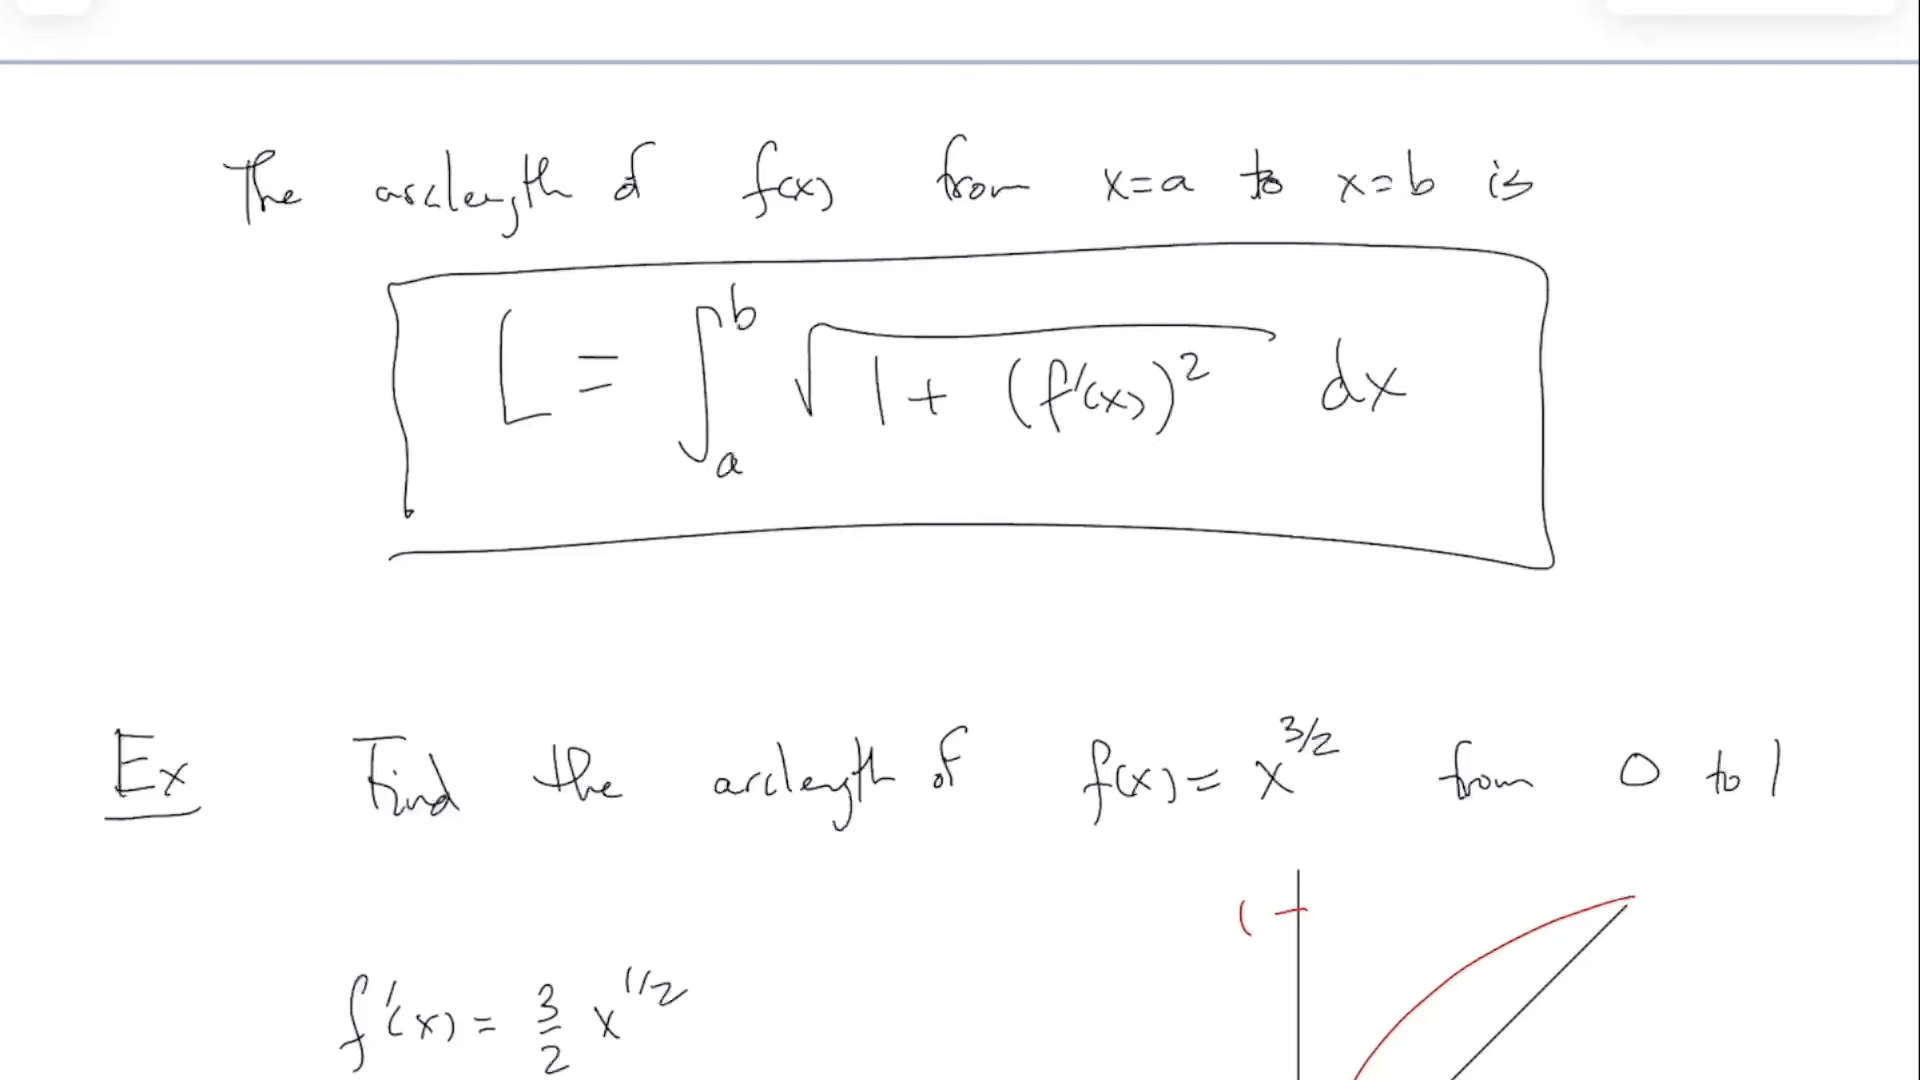 The arclength of f(x) from x=a to x=b is
L = ∫_a^b √(1 + (f'(x))²) dx
Ex Find the arclength of f(x) = x^{3/2} from 0 to 1
1
f'(x) = 3/2 x^{1/2}